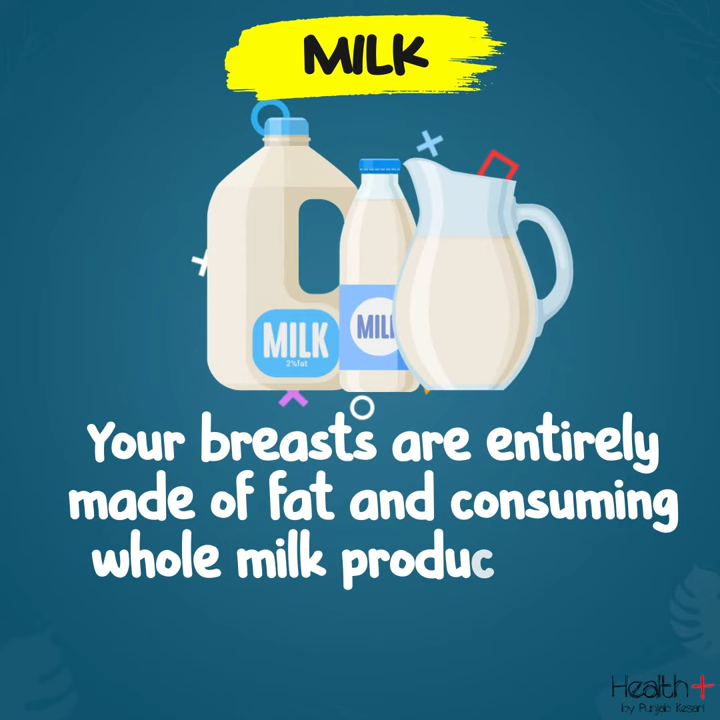 MILK
MILK
2%fat
MIL
Your breasts are entirely
made of fat and consuming
whole milk produc
Health+
by Punjab Kesari